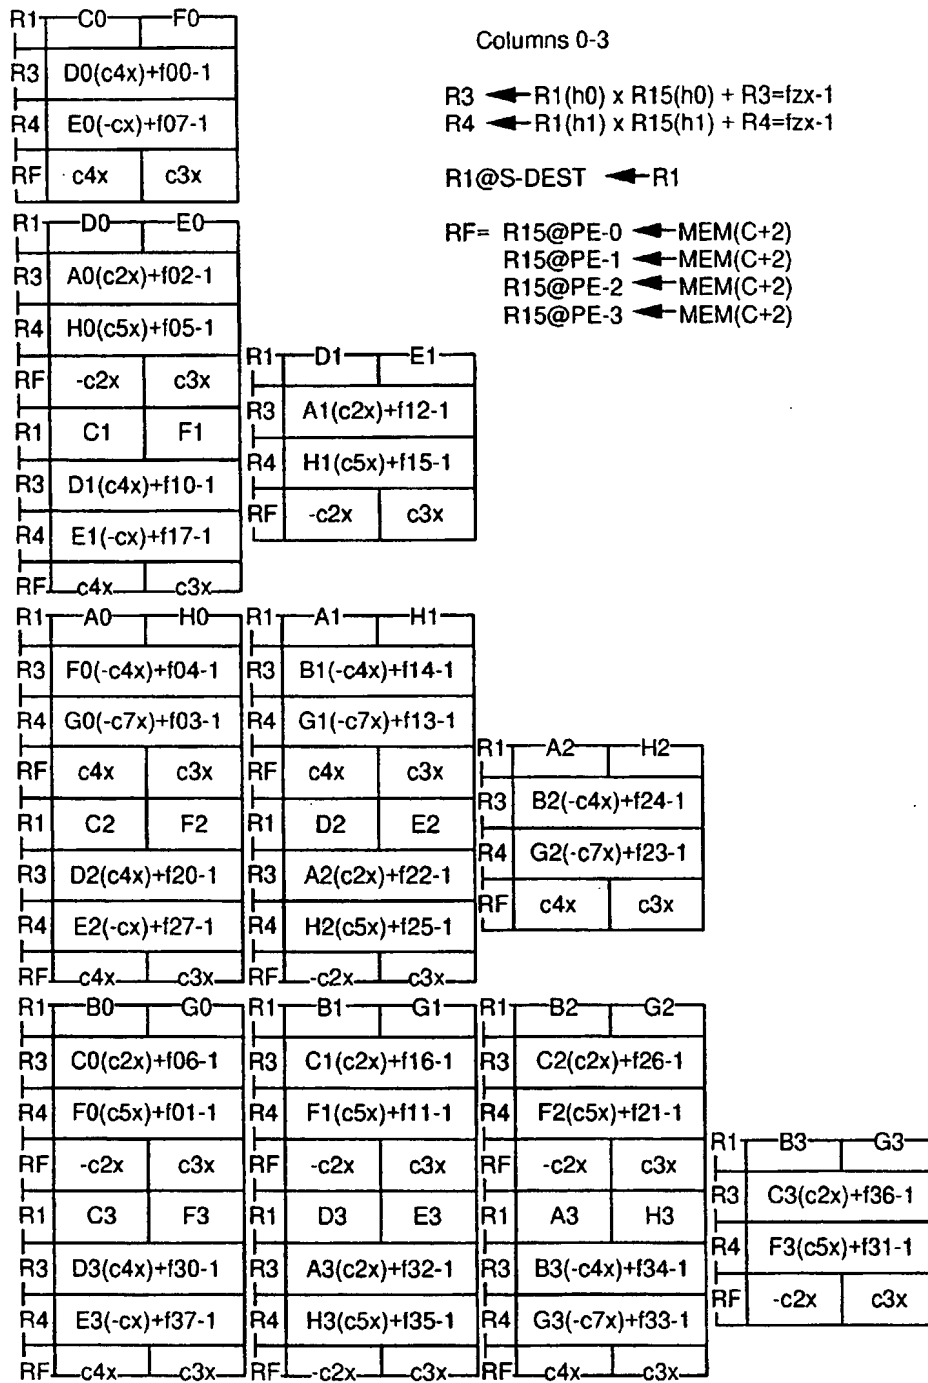 Columns 0-3
R3 ← R1(h0) x R15(h0) + R3=fzx-1
R4 ← R1(h1) x R15(h1) + R4=fzx-1
R1@S-DEST ← R1
RF= R15@PE-0 ← MEM(C+2)
R15@PE-1 ← MEM(C+2)
R15@PE-2 ← MEM(C+2)
R15@PE-3 ← MEM(C+2)
R1 C0 F0
R3 D0(c4x)+f00-1
R4 E0(-cx)+f07-1
RF c4x c3x
R1 D0 E0
R3 A0(c2x)+f02-1
R4 H0(c5x)+f05-1
RF -c2x c3x
R1 C1 F1
R3 D1(c4x)+f10-1
R4 E1(-cx)+f17-1
RF c4x c3x
R1 D1 E1
R3 A1(c2x)+f12-1
R4 H1(c5x)+f15-1
RF -c2x c3x
R1 A0 H0
R3 F0(-c4x)+f04-1
R4 G0(-c7x)+f03-1
RF c4x c3x
R1 C2 F2
R3 D2(c4x)+f20-1
R4 E2(-cx)+f27-1
RF c4x c3x
R1 A1 H1
R3 B1(-c4x)+f14-1
R4 G1(-c7x)+f13-1
RF c4x c3x
R1 D2 E2
R3 A2(c2x)+f22-1
R4 H2(c5x)+f25-1
RF -c2x c3x
R1 A2 H2
R3 B2(-c4x)+f24-1
R4 G2(-c7x)+f23-1
RF c4x c3x
R1 B0 G0
R3 C0(c2x)+f06-1
R4 F0(c5x)+f01-1
RF -c2x c3x
R1 C3 F3
R3 D3(c4x)+f30-1
R4 E3(-cx)+f37-1
RF c4x c3x
R1 B1 G1
R3 C1(c2x)+f16-1
R4 F1(c5x)+f11-1
RF -c2x c3x
R1 D3 E3
R3 A3(c2x)+f32-1
R4 H3(c5x)+f35-1
RF -c2x c3x
R1 B2 G2
R3 C2(c2x)+f26-1
R4 F2(c5x)+f21-1
RF -c2x c3x
R1 A3 H3
R3 B3(-c4x)+f34-1
R4 G3(-c7x)+f33-1
RF c4x c3x
R1 B3 G3
R3 C3(c2x)+f36-1
R4 F3(c5x)+f31-1
RF -c2x c3x